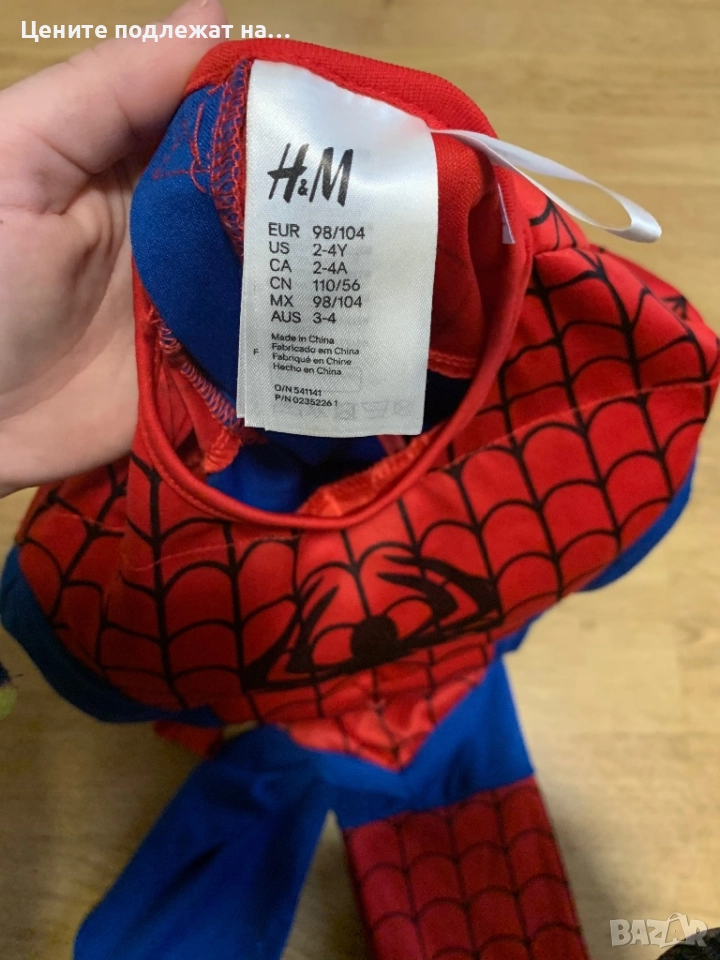 Цените подлежат на...
H&M
EUR 98/104
US 2-4Y
CA 2-4A
CN 110/56
MX 98/104
AUS 3-4
Made in China
Fabricado em China
F Fabriqué en Chine
Hecho en China
O/N 541141
P/N 02352261
BAZAR